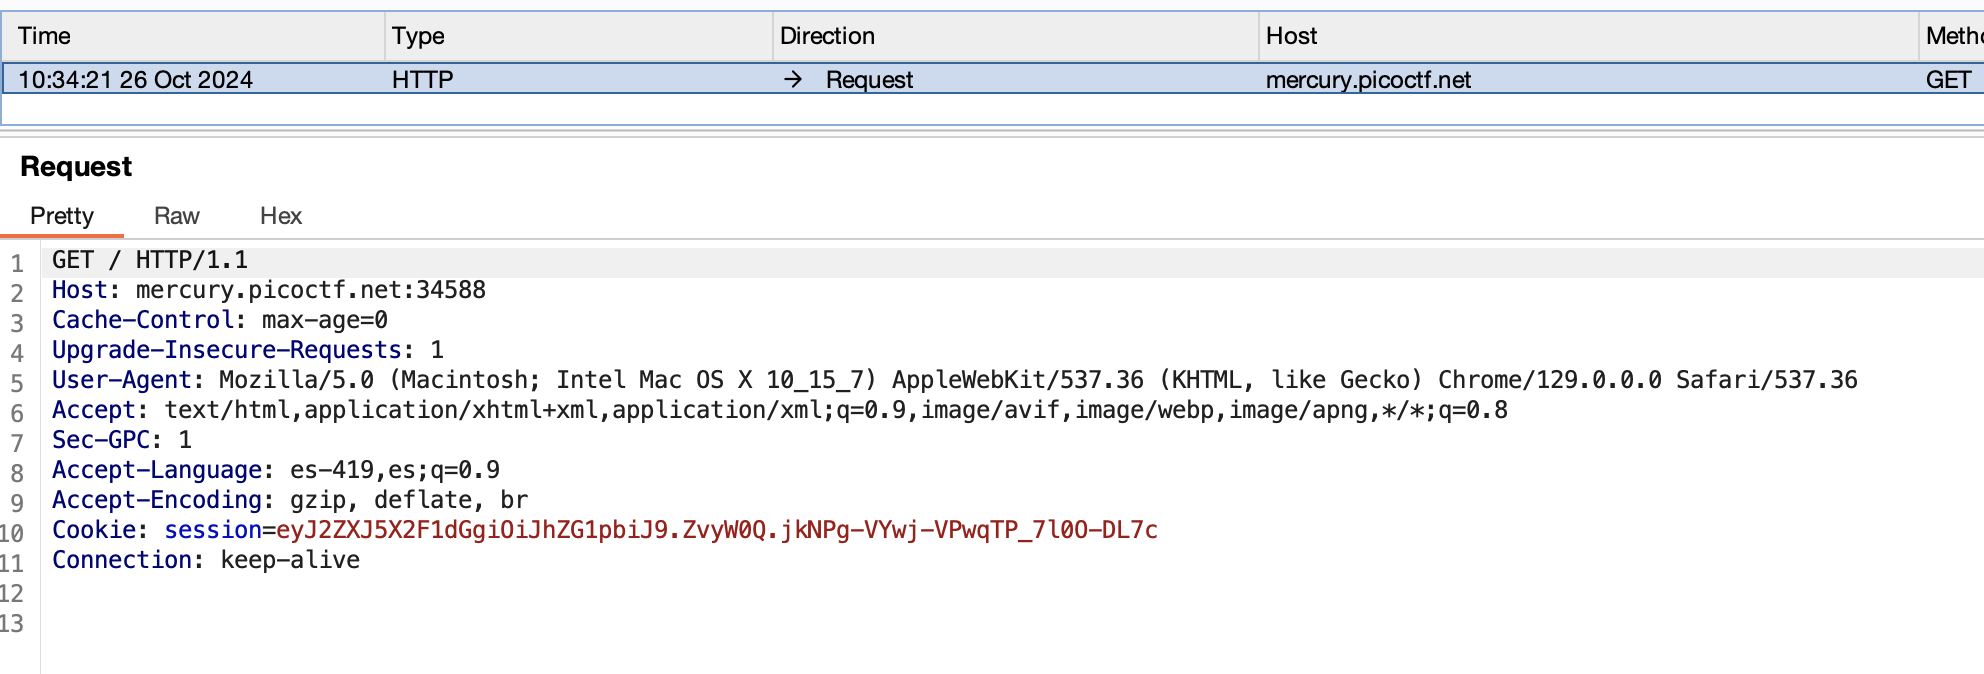 Time Type Direction Host
10:34:21 26 Oct 2024 HTTP → Request mercury.picoctf.net GET
Request
Pretty Raw Hex
1 GET / HTTP/1.1
2 Host: mercury.picoctf.net:34588
3 Cache-Control: max-age=0
4 Upgrade-Insecure-Requests: 1
5 User-Agent: Mozilla/5.0 (Macintosh; Intel Mac OS X 10_15_7) AppleWebKit/537.36 (KHTML, like Gecko) Chrome/129.0.0.0 Safari/537.36
6 Accept: text/html,application/xhtml+xml,application/xml;q=0.9,image/avif,image/webp,image/apng,*/*;q=0.8
7 Sec-GPC: 1
8 Accept-Language: es-419,es;q=0.9
9 Accept-Encoding: gzip, deflate, br
10 Cookie: session=eyJ2ZXJ5X2F1dGgiOiJhZG1pbiJ9.ZvyW0Q.jkNPg-VYwj-VPwqTP_7l0O-DL7c
11 Connection: keep-alive
12
13